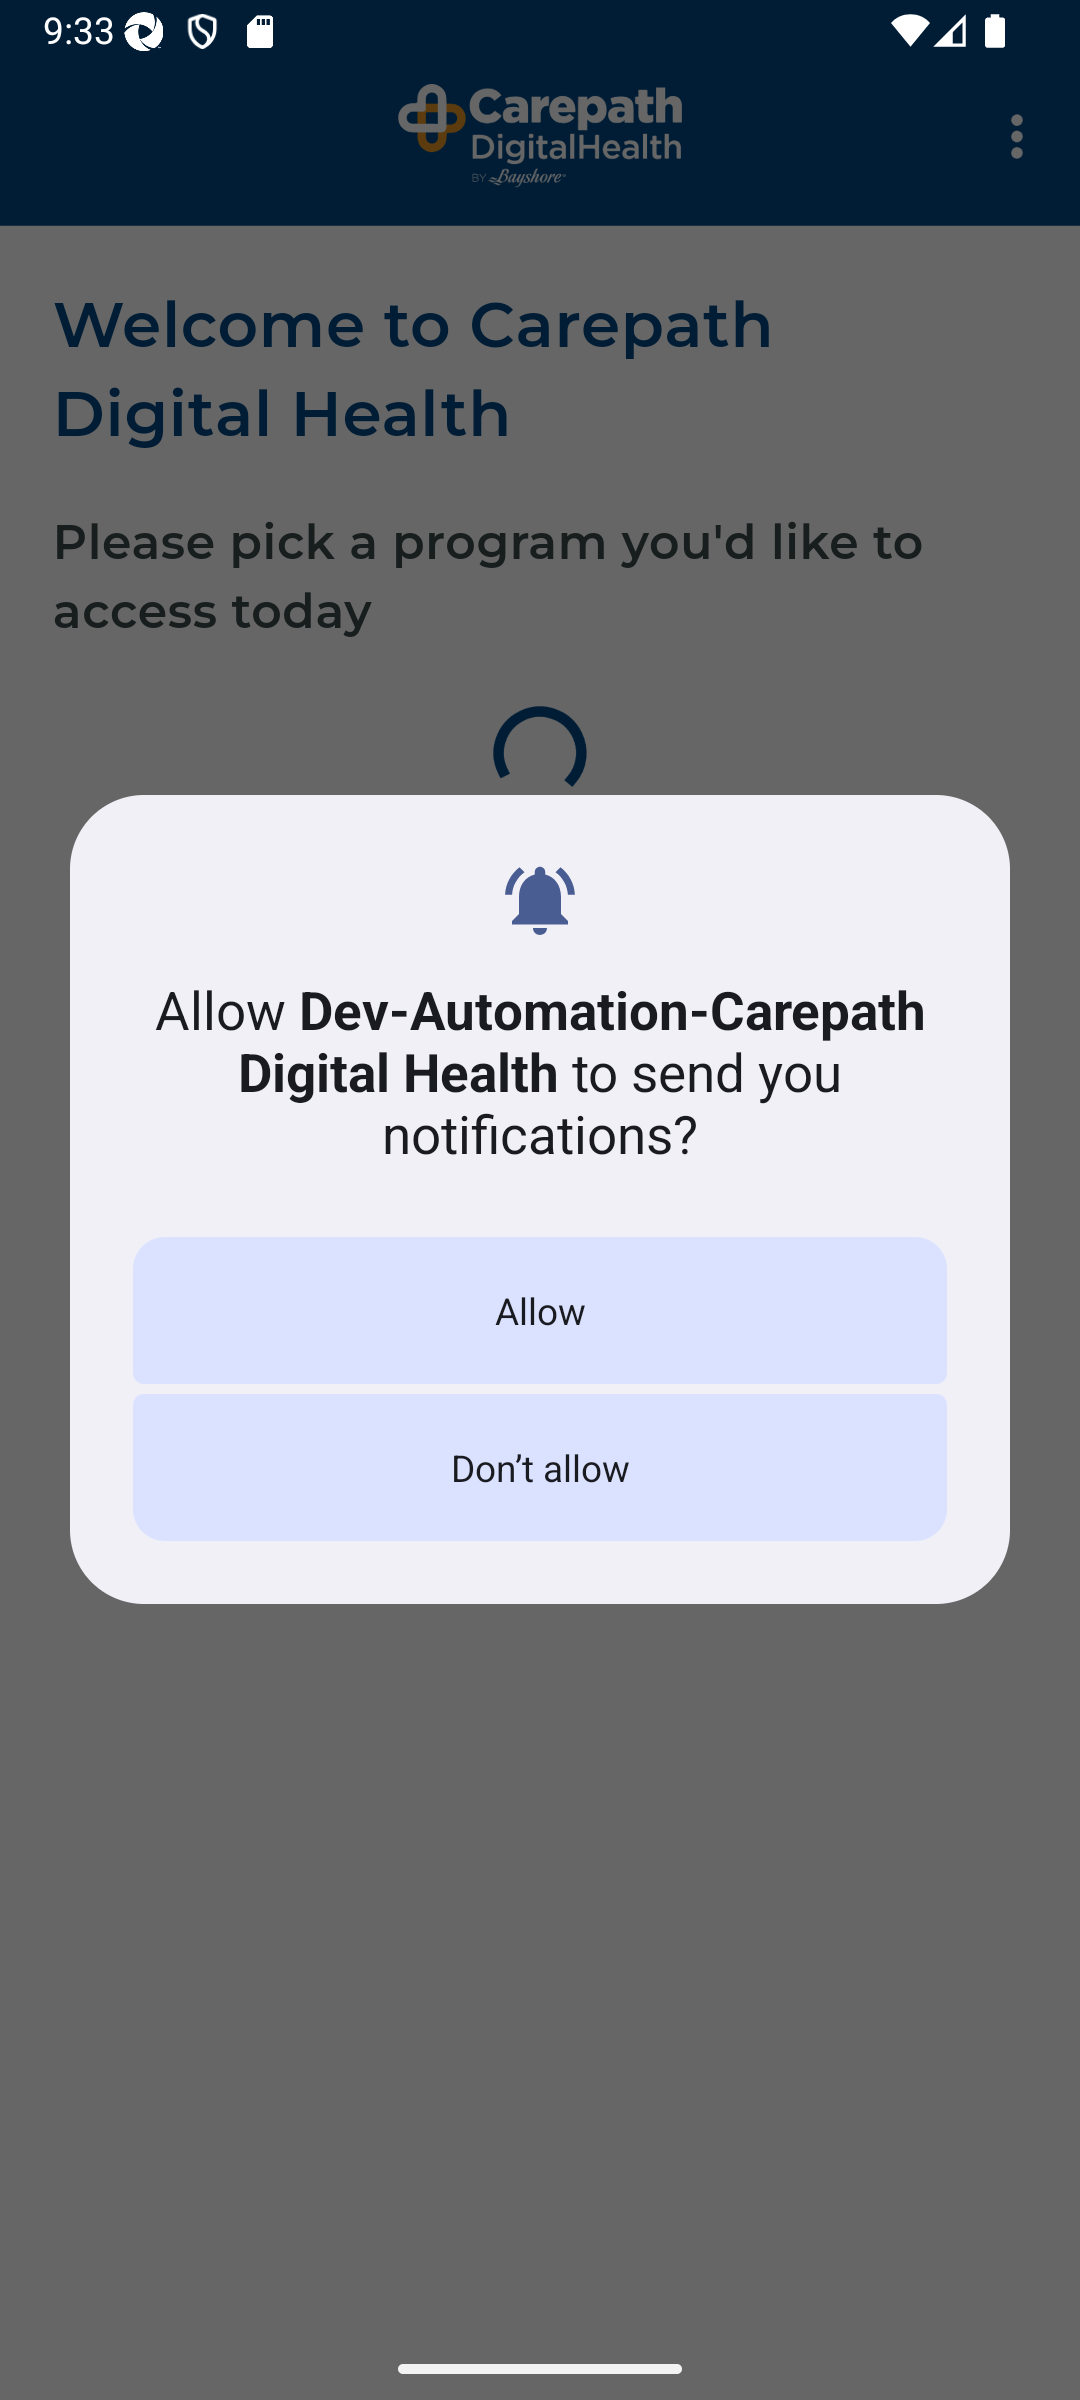 9:33
Carepath
DigitalHealth
BY Bayshore
Welcome to Carepath
Digital Health
Please pick a program you'd like to
access today
Allow Dev-Automation-Carepath
Digital Health to send you
notifications?
Allow
Don’t allow